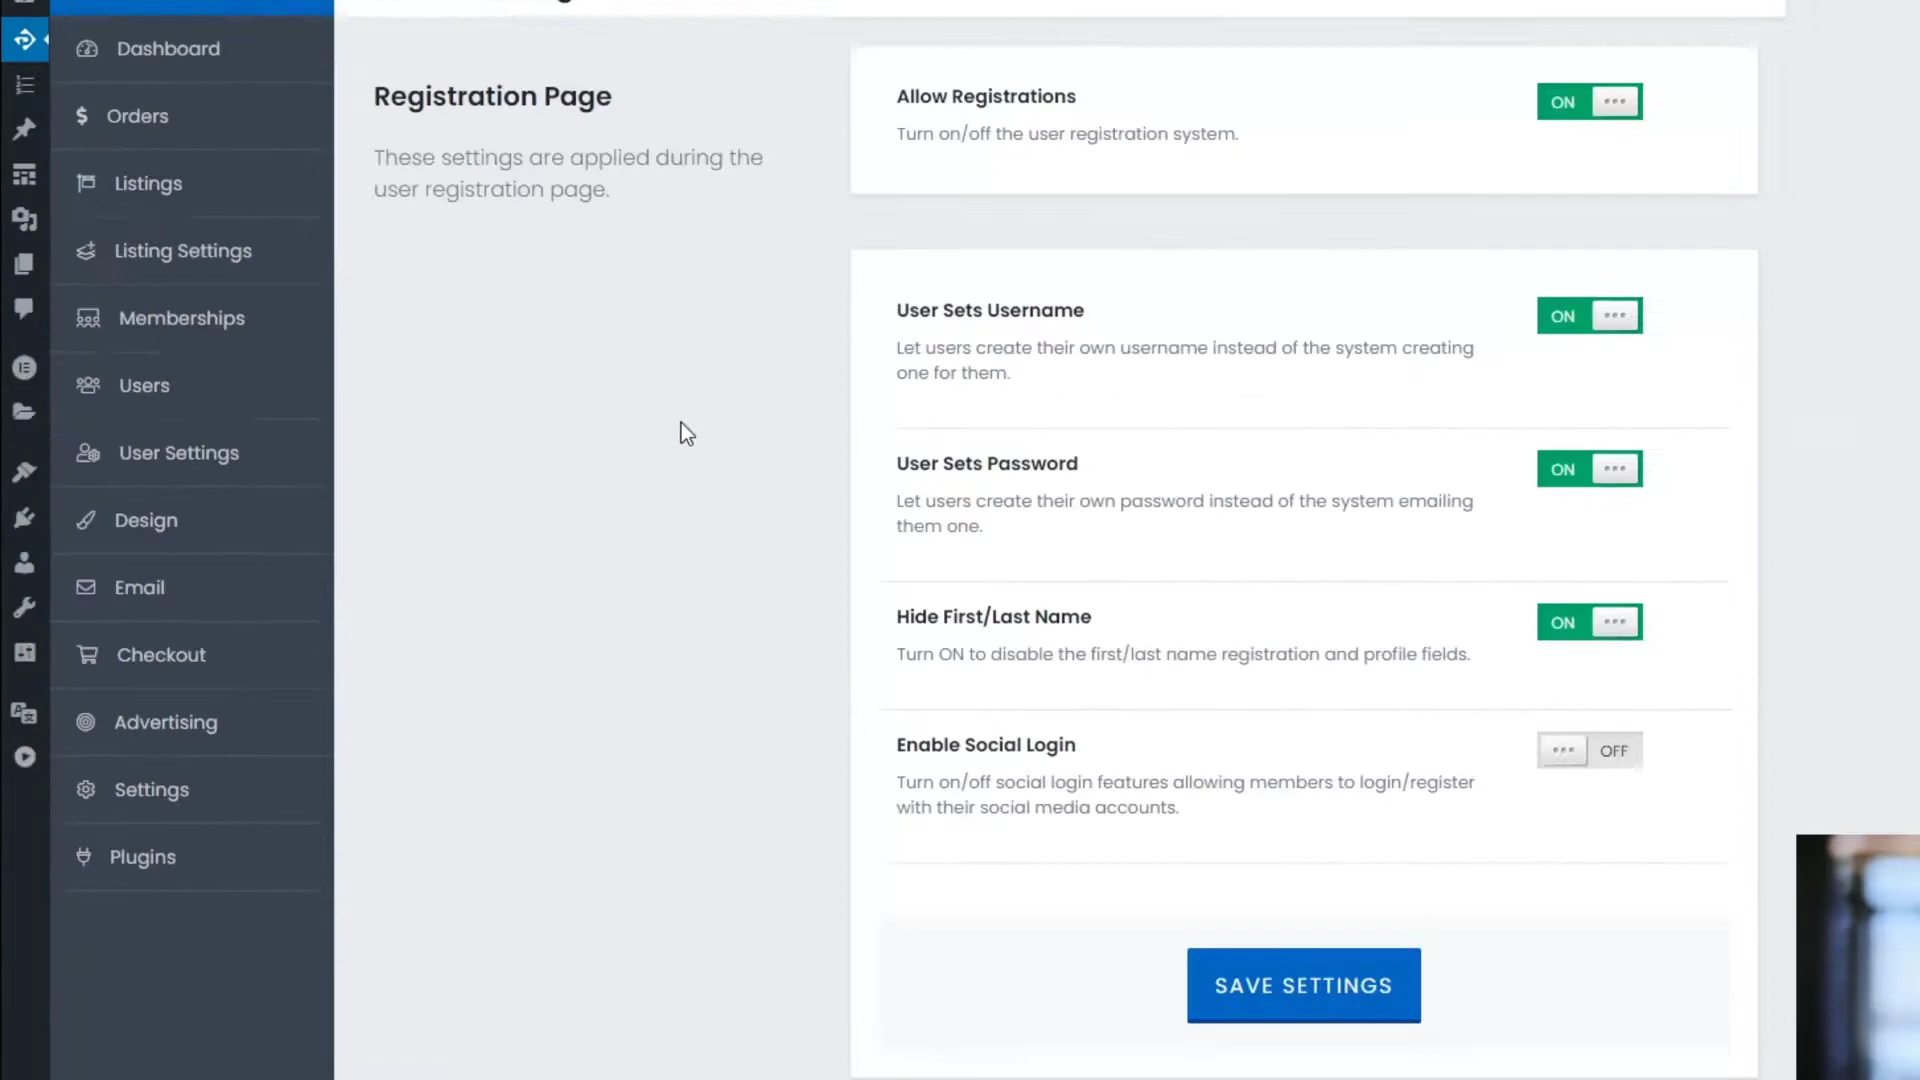 Dashboard
Orders
Listings
Listing Settings
Memberships
Users
User Settings
Design
Email
Checkout
Advertising
Settings
Plugins
Registration Page
These settings are applied during the
user registration page.
Allow Registrations
ON
Turn on/off the user registration system.
User Sets Username
ON
Let users create their own username instead of the system creating
one for them.
User Sets Password
ON
Let users create their own password instead of the system emailing
them one.
Hide First/Last Name
ON
Turn ON to disable the first/last name registration and profile fields.
Enable Social Login
OFF
Turn on/off social login features allowing members to login/register
with their social media accounts.
SAVE SETTINGS